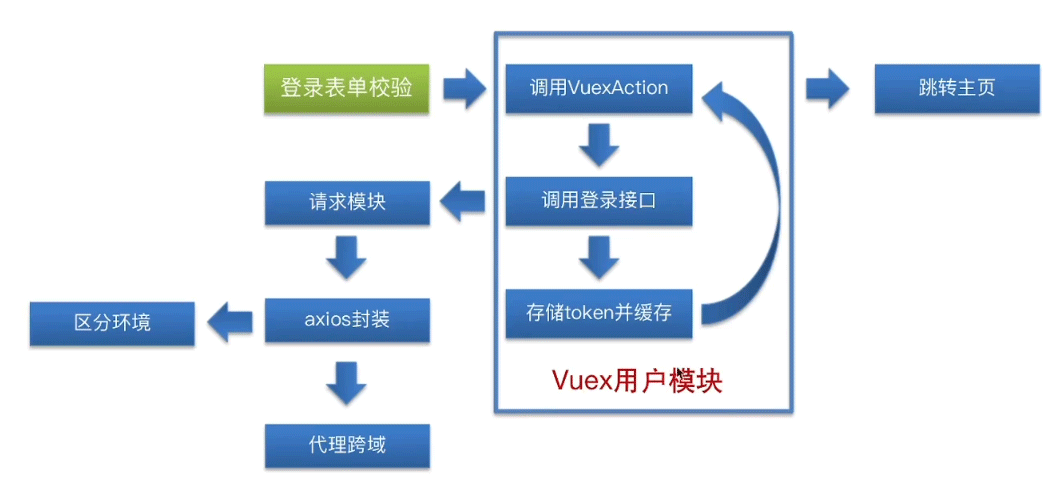 登录表单校验
调用VuexAction
跳转主页
请求模块
调用登录接口
区分环境
axios封装
存储token并缓存
Vuex用户模块
代理跨域